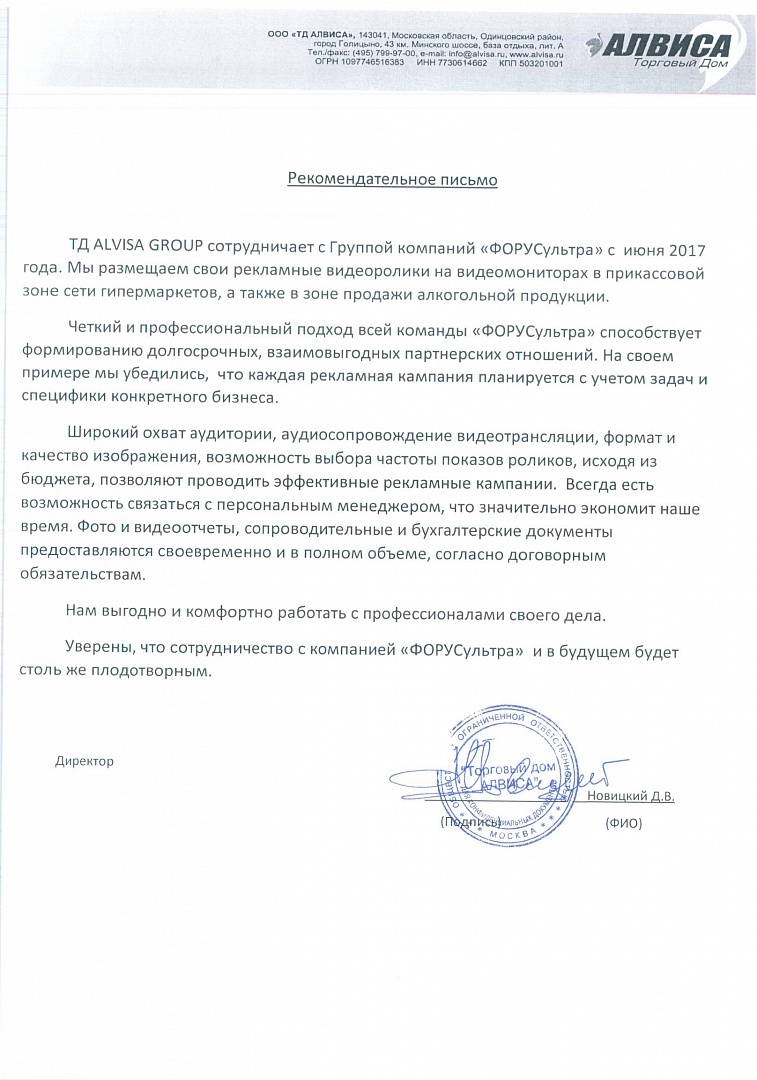 ООО «ТД АЛВИСА», 143041, Московская область, Одинцовский район,
город Голицыно, 43 км. Минского шоссе, база отдыха, лит. А
Тел./факс: (495) 799-97-00, e-mail: info@alvisa.ru, www.alvisa.ru
ОГРН 1097746516383 ИНН 7730614662 КПП 503201001
АЛВИСА
Торговый Дом
Рекомендательное письмо
ТД ALVISA GROUP сотрудничает с Группой компаний «ФОРУСультра» с июня 2017
года. Мы размещаем свои рекламные видеоролики на видеомониторах в прикассовой
зоне сети гипермаркетов, а также в зоне продажи алкогольной продукции.
Четкий и профессиональный подход всей команды «ФОРУСультра» способствует
формированию долгосрочных, взаимовыгодных партнерских отношений. На своем
примере мы убедились, что каждая рекламная кампания планируется с учетом задач и
специфики конкретного бизнеса.
Широкий охват аудитории, аудиосопровождение видеотрансляции, формат и
качество изображения, возможность выбора частоты показов роликов, исходя из
бюджета, позволяют проводить эффективные рекламные кампании. Всегда есть
возможность связаться с персональным менеджером, что значительно экономит наше
время. Фото и видеоотчеты, сопроводительные и бухгалтерские документы
предоставляются своевременно и в полном объеме, согласно договорным
обязательствам.
Нам выгодно и комфортно работать с профессионалами своего дела.
Уверены, что сотрудничество с компанией «ФОРУСультра» и в будущем будет
столь же плодотворным.
Директор
ОГРАНИЧЕННОЙ ОТВЕТСТВЕННОСТЬЮ
"Торговый дом
АЛВИСА"
МОСКВА
Новицкий Д.В.
(Подпись)
(ФИО)